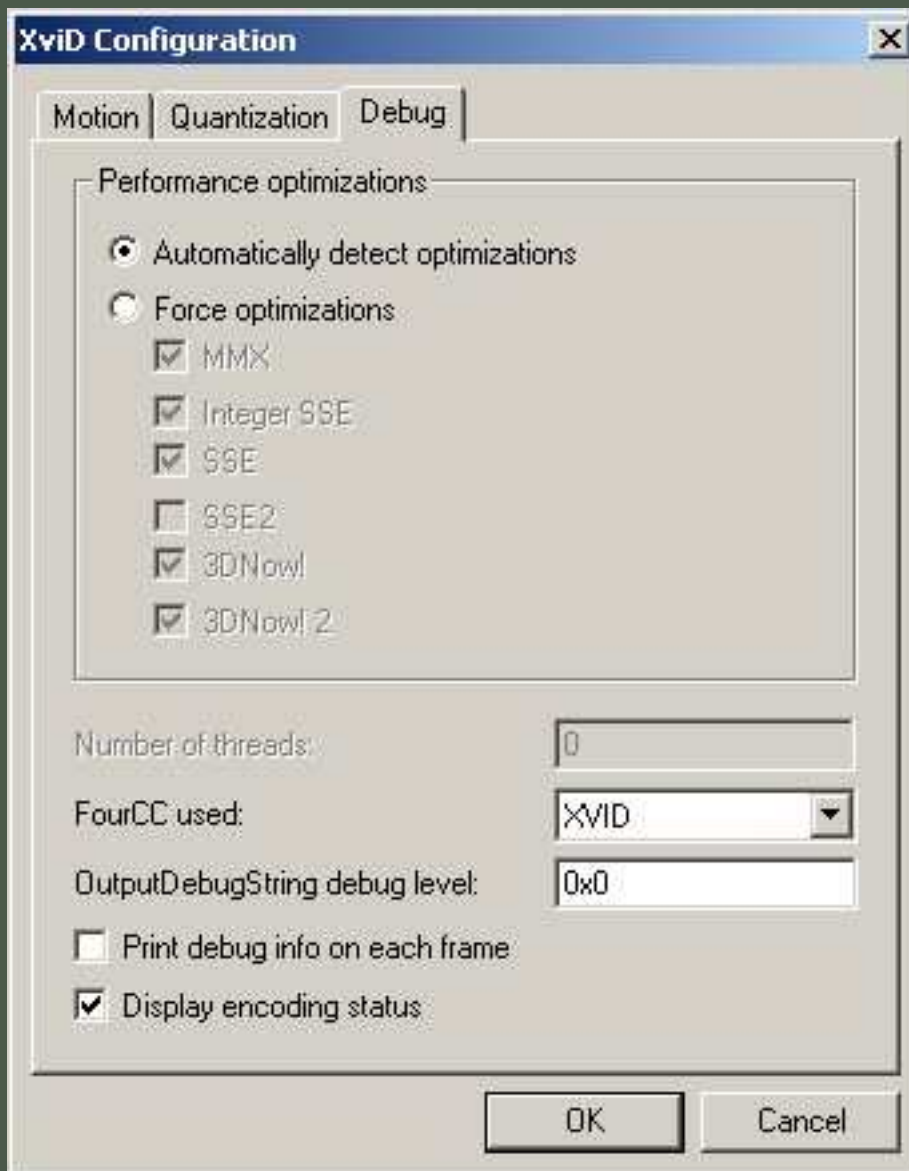 XviD Configuration
Motion Quantization Debug
Performance optimizations
Automatically detect optimizations
Force optimizations
MMX
Integer SSE
SSE
SSE2
3DNow!
3DNow! 2
Number of threads: 0
FourCC used: XVID
OutputDebugString debug level: 0x0
Print debug info on each frame
Display encoding status
OK Cancel